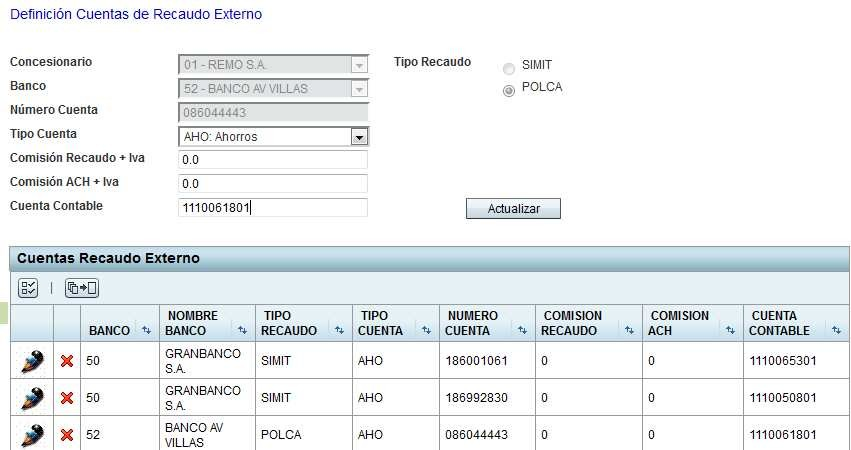 Definición Cuentas de Recaudo Externo
Concesionario 01 - REMO S.A. Tipo Recaudo SIMIT
Banco 52 - BANCO AV VILLAS POLCA
Número Cuenta 086044443
Tipo Cuenta AHO: Ahorros
Comisión Recaudo + Iva 0.0
Comisión ACH + Iva 0.0
Cuenta Contable 1110061801 Actualizar
Cuentas Recaudo Externo
BANCO NOMBRE BANCO TIPO RECAUDO TIPO CUENTA NUMERO CUENTA COMISION RECAUDO COMISION ACH CUENTA CONTABLE
50 GRANBANCO S.A. SIMIT AHO 186001061 0 0 1110065301
50 GRANBANCO S.A. SIMIT AHO 186992830 0 0 1110050801
52 BANCO AV VILLAS POLCA AHO 086044443 0 0 1110061801